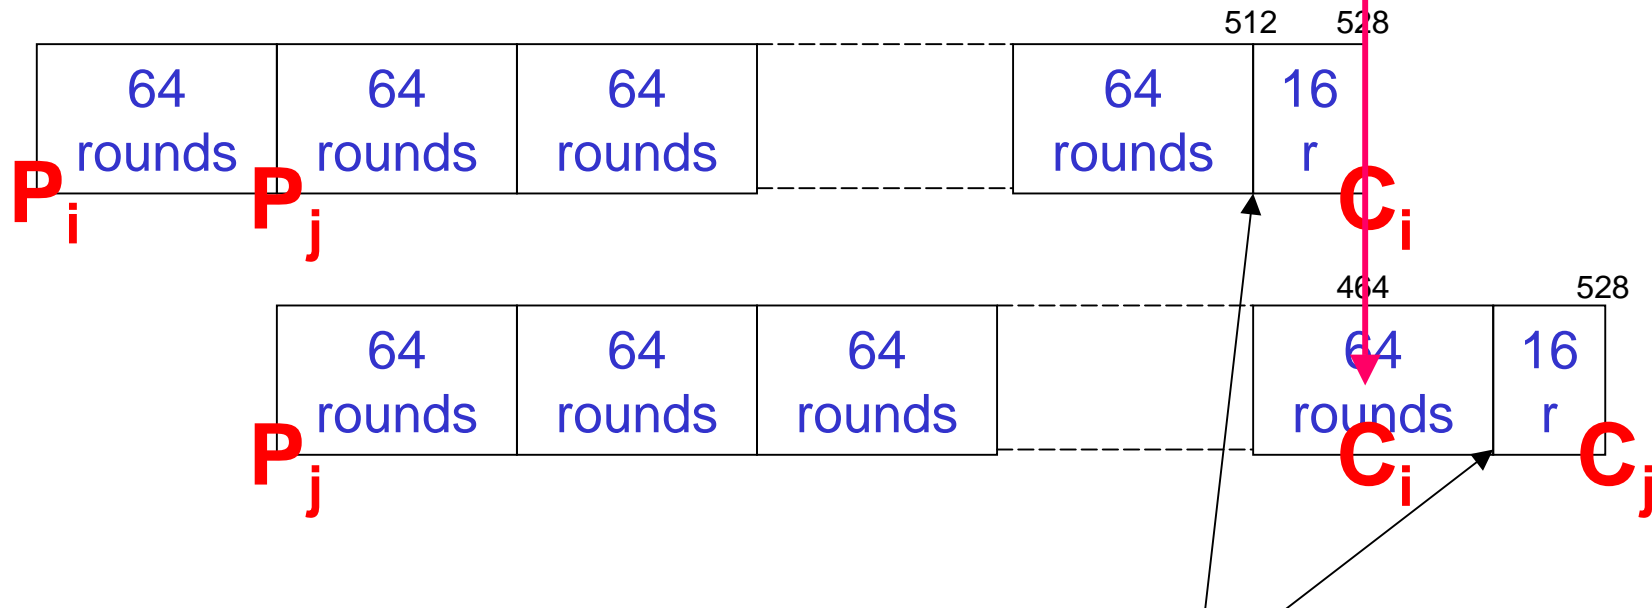 512 528
64 64 64 64 16
rounds rounds rounds rounds r
Pi Pj Ci
464 528
64 64 64 64 16
rounds rounds rounds rounds r
Pj Ci Cj